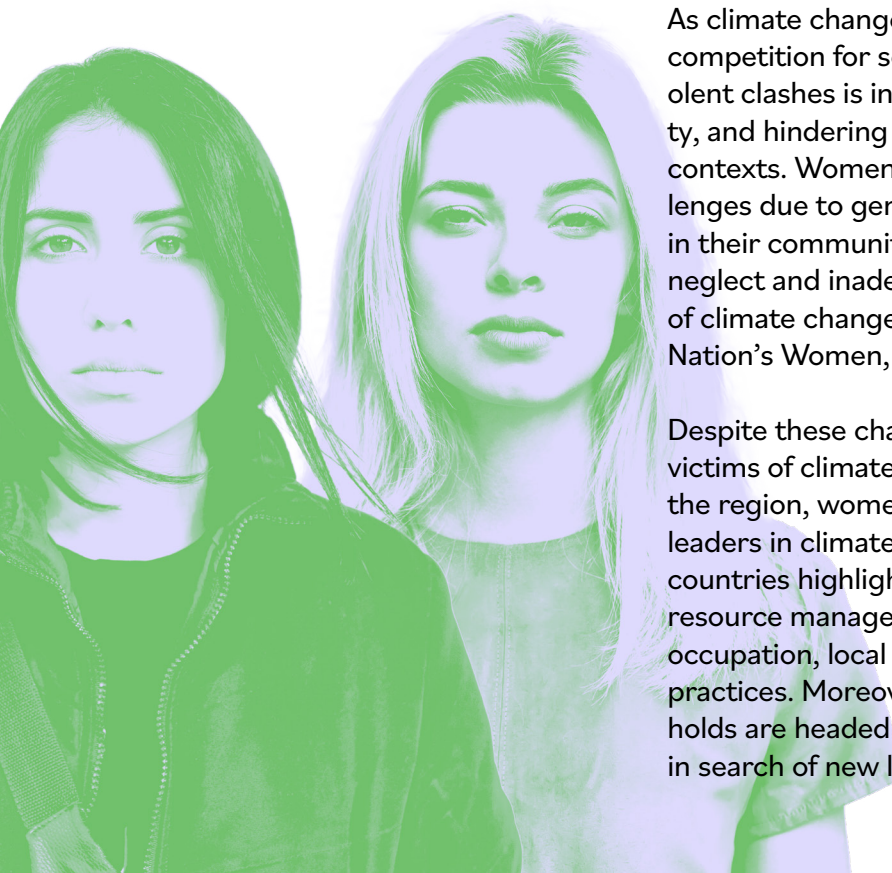 As climate change
competition for s
olent clashes is in
ty, and hindering
contexts. Women
lenges due to gen
in their communit
neglect and inade
of climate change
Nation’s Women,
Despite these cha
victims of climate
the region, wome
leaders in climate
countries highligh
resource manage
occupation, local
practices. Moreov
holds are headed
in search of new l